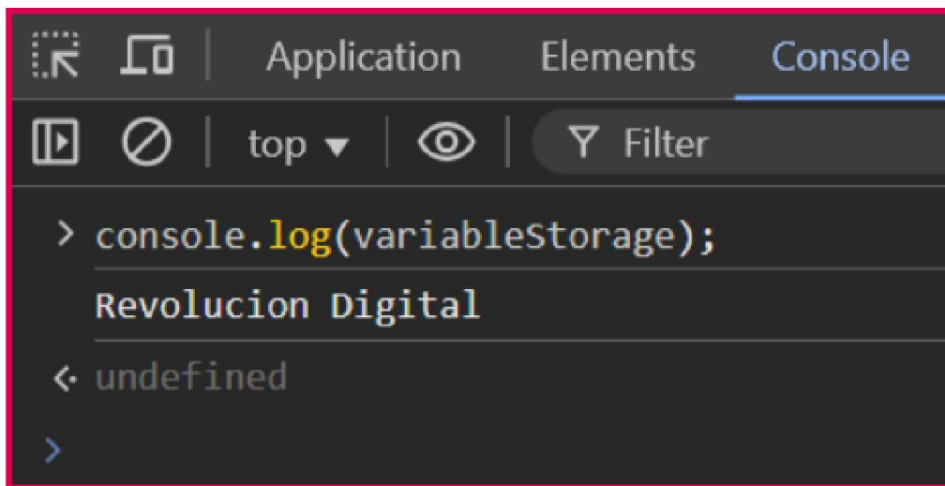 Application Elements Console
top Filter
> console.log(variableStorage);
Revolucion Digital
undefined
>